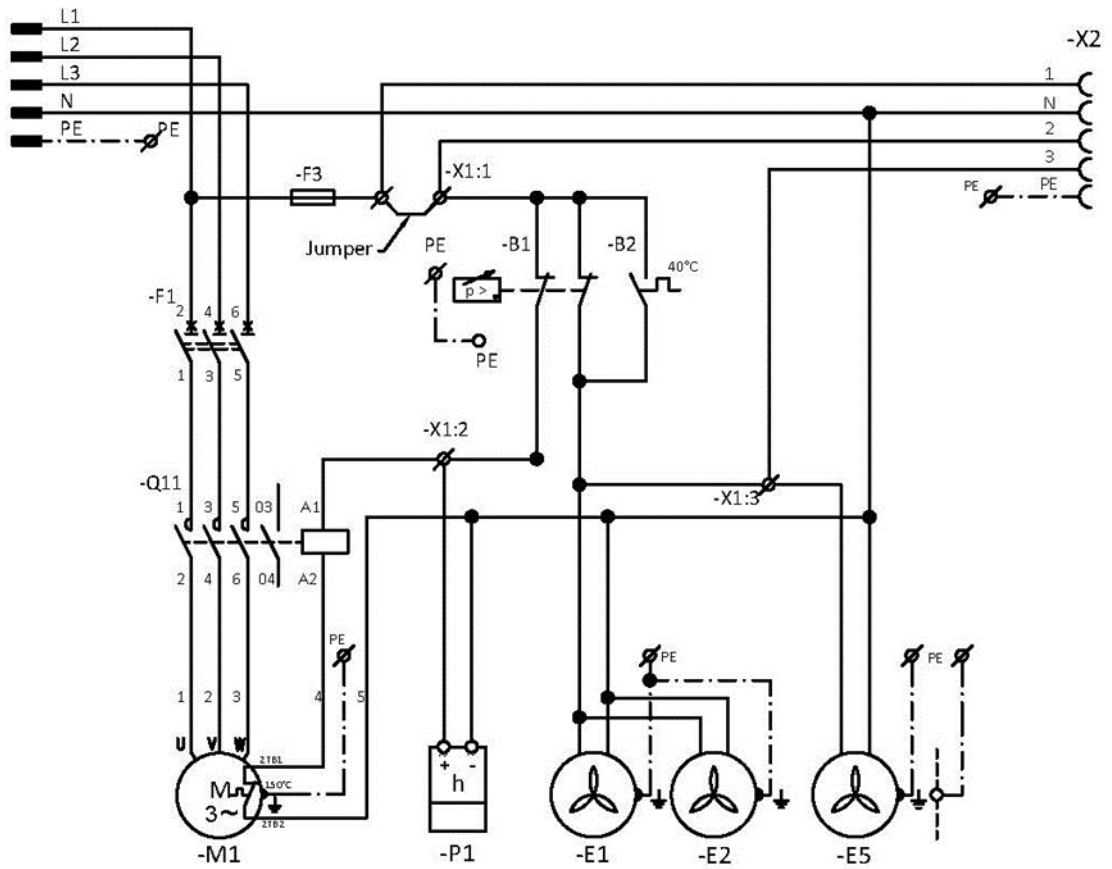 L1
L2
L3
N
PE PE
-X2
1
N
2
3
PE PE
-F3
-X1:1
Jumper
PE
-B1
-B2
40°C
p >
PE
-F1
2 4 6
1 3 5
-X1:2
-X1:3
-Q11
1 3 5 03 A1
2 4 6 04 A2
PE
PE
PE
1 2 3 4 5
U V W
2TB1
M
150°C
3~
2TB2
+ -
h
-M1
-P1
-E1
-E2
-E5